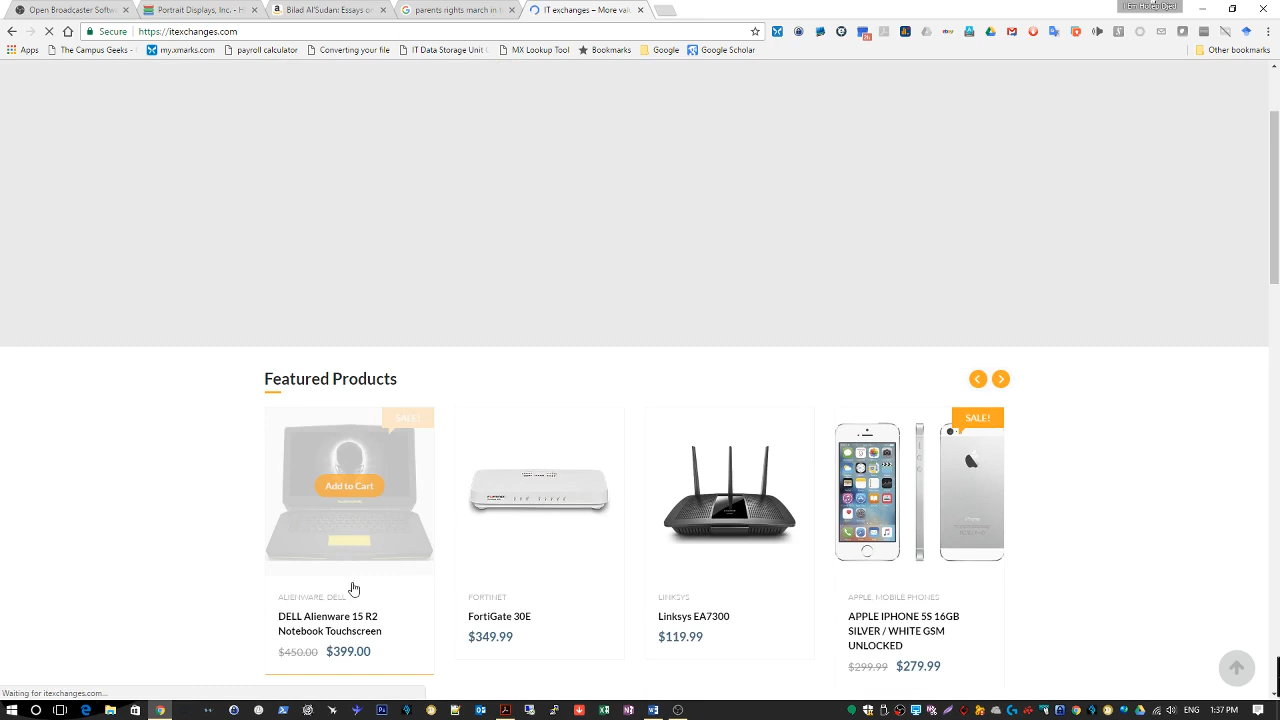 Open Broadcaster Softw
Portrait Displays, Inc. - H
Bilad Al'Sudan: Essays o
parents rights march in t
IT exchanges – More val
Secure
https://itexchanges.com
Apps
The Campus Geeks -
my.marks.com
payroll calculator
Converting your file
IT Data Storage Unit C
MX Lookup Tool
Bookmarks
Google
Google Scholar
Other bookmarks
Featured Products
SALE!
Add to Cart
ALIENWARE, DELL
DELL Alienware 15 R2
Notebook Touchscreen
$450.00 $399.00
FORTINET
FortiGate 30E
$349.99
LINKSYS
Linksys EA7300
$119.99
SALE!
APPLE, MOBILE PHONES
APPLE IPHONE 5S 16GB
SILVER / WHITE GSM
UNLOCKED
$299.99 $279.99
Waiting for itexchanges.com...
1:37 PM